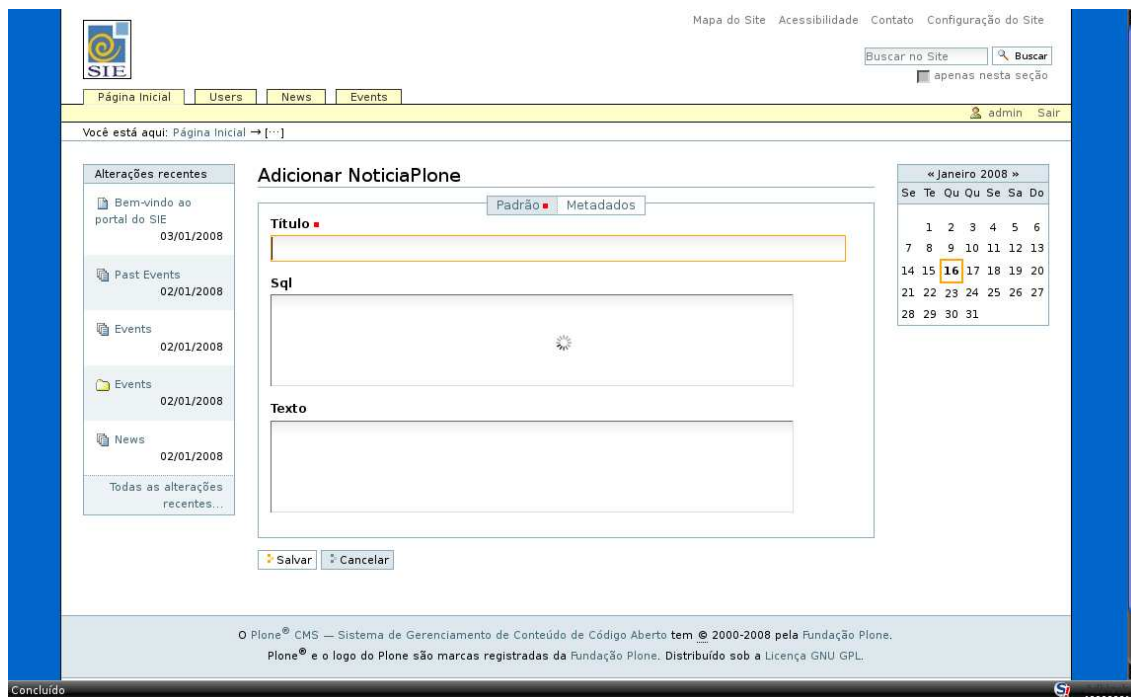 Mapa do Site Acessibilidade Contato Configuração do Site
SIE
Buscar no Site Buscar
apenas nesta seção
Página Inicial Users News Events
admin Sair
Você está aqui: Página Inicial → [···]
Alterações recentes
Bem-vindo ao
portal do SIE
03/01/2008
Past Events
02/01/2008
Events
02/01/2008
Events
02/01/2008
News
02/01/2008
Todas as alterações
recentes...
Adicionar NoticiaPlone
Padrão Metadados
Título
Sql
Texto
Salvar Cancelar
« Janeiro 2008 »
Se Te Qu Qu Se Sa Do
1 2 3 4 5 6
7 8 9 10 11 12 13
14 15 16 17 18 19 20
21 22 23 24 25 26 27
28 29 30 31
O Plone® CMS — Sistema de Gerenciamento de Conteúdo de Código Aberto tem © 2000-2008 pela Fundação Plone.
Plone® e o logo do Plone são marcas registradas da Fundação Plone. Distribuído sob a Licença GNU GPL.
Concluído